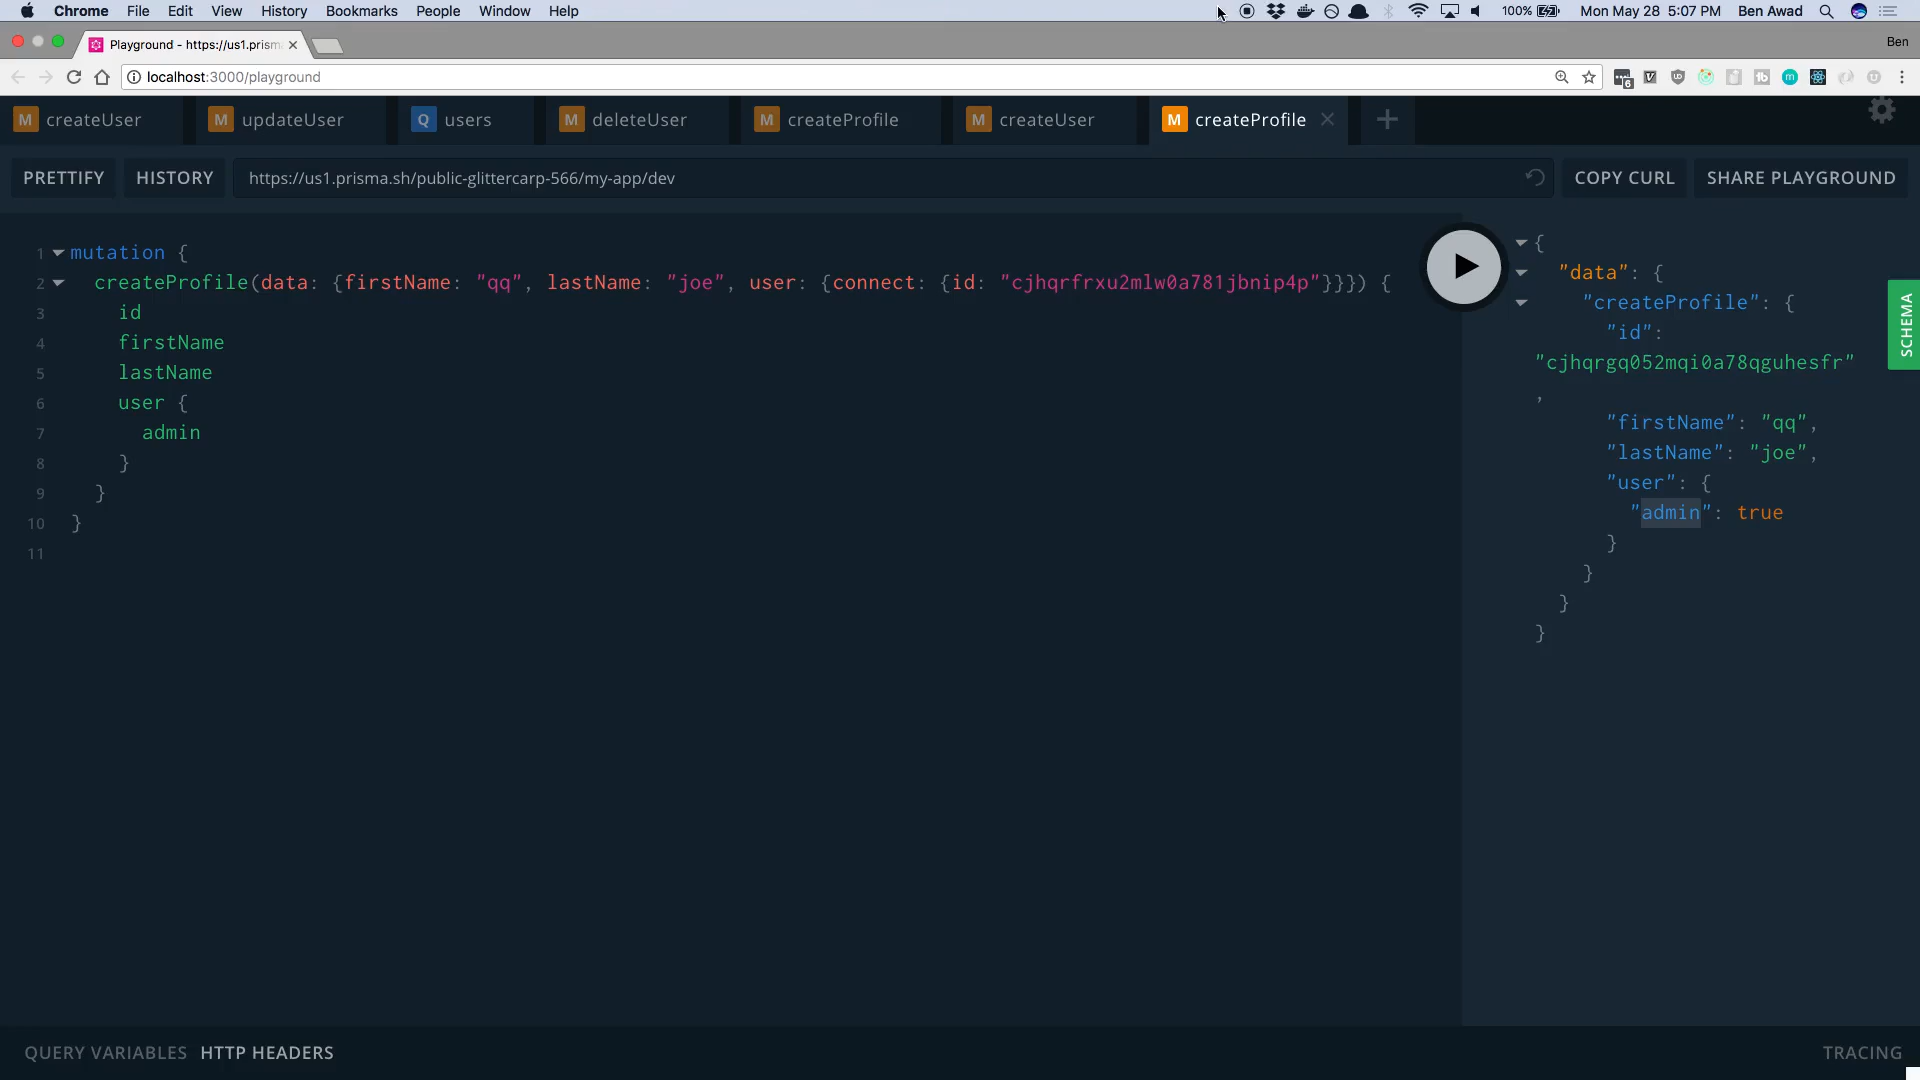 Chrome File Edit View History Bookmarks People Window Help 100% Mon May 28 5:07 PM Ben Awad
Playground - https://us1.prism Ben
localhost:3000/playground
M createUser M updateUser Q users M deleteUser M createProfile M createUser M createProfile
PRETTIFY HISTORY https://us1.prisma.sh/public-glittercarp-566/my-app/dev COPY CURL SHARE PLAYGROUND
1 mutation {
2 createProfile(data: {firstName: "qq", lastName: "joe", user: {connect: {id: "cjhqrfrxu2mlw0a781jbnip4p"}}}) {
3 id
4 firstName
5 lastName
6 user {
7 admin
8 }
9 }
10 }
11
{
"data": {
"createProfile": {
"id":
"cjhqrgq052mqi0a78qguhesfr"
,
"firstName": "qq",
"lastName": "joe",
"user": {
"admin": true
}
}
}
}
SCHEMA
QUERY VARIABLES HTTP HEADERS TRACING